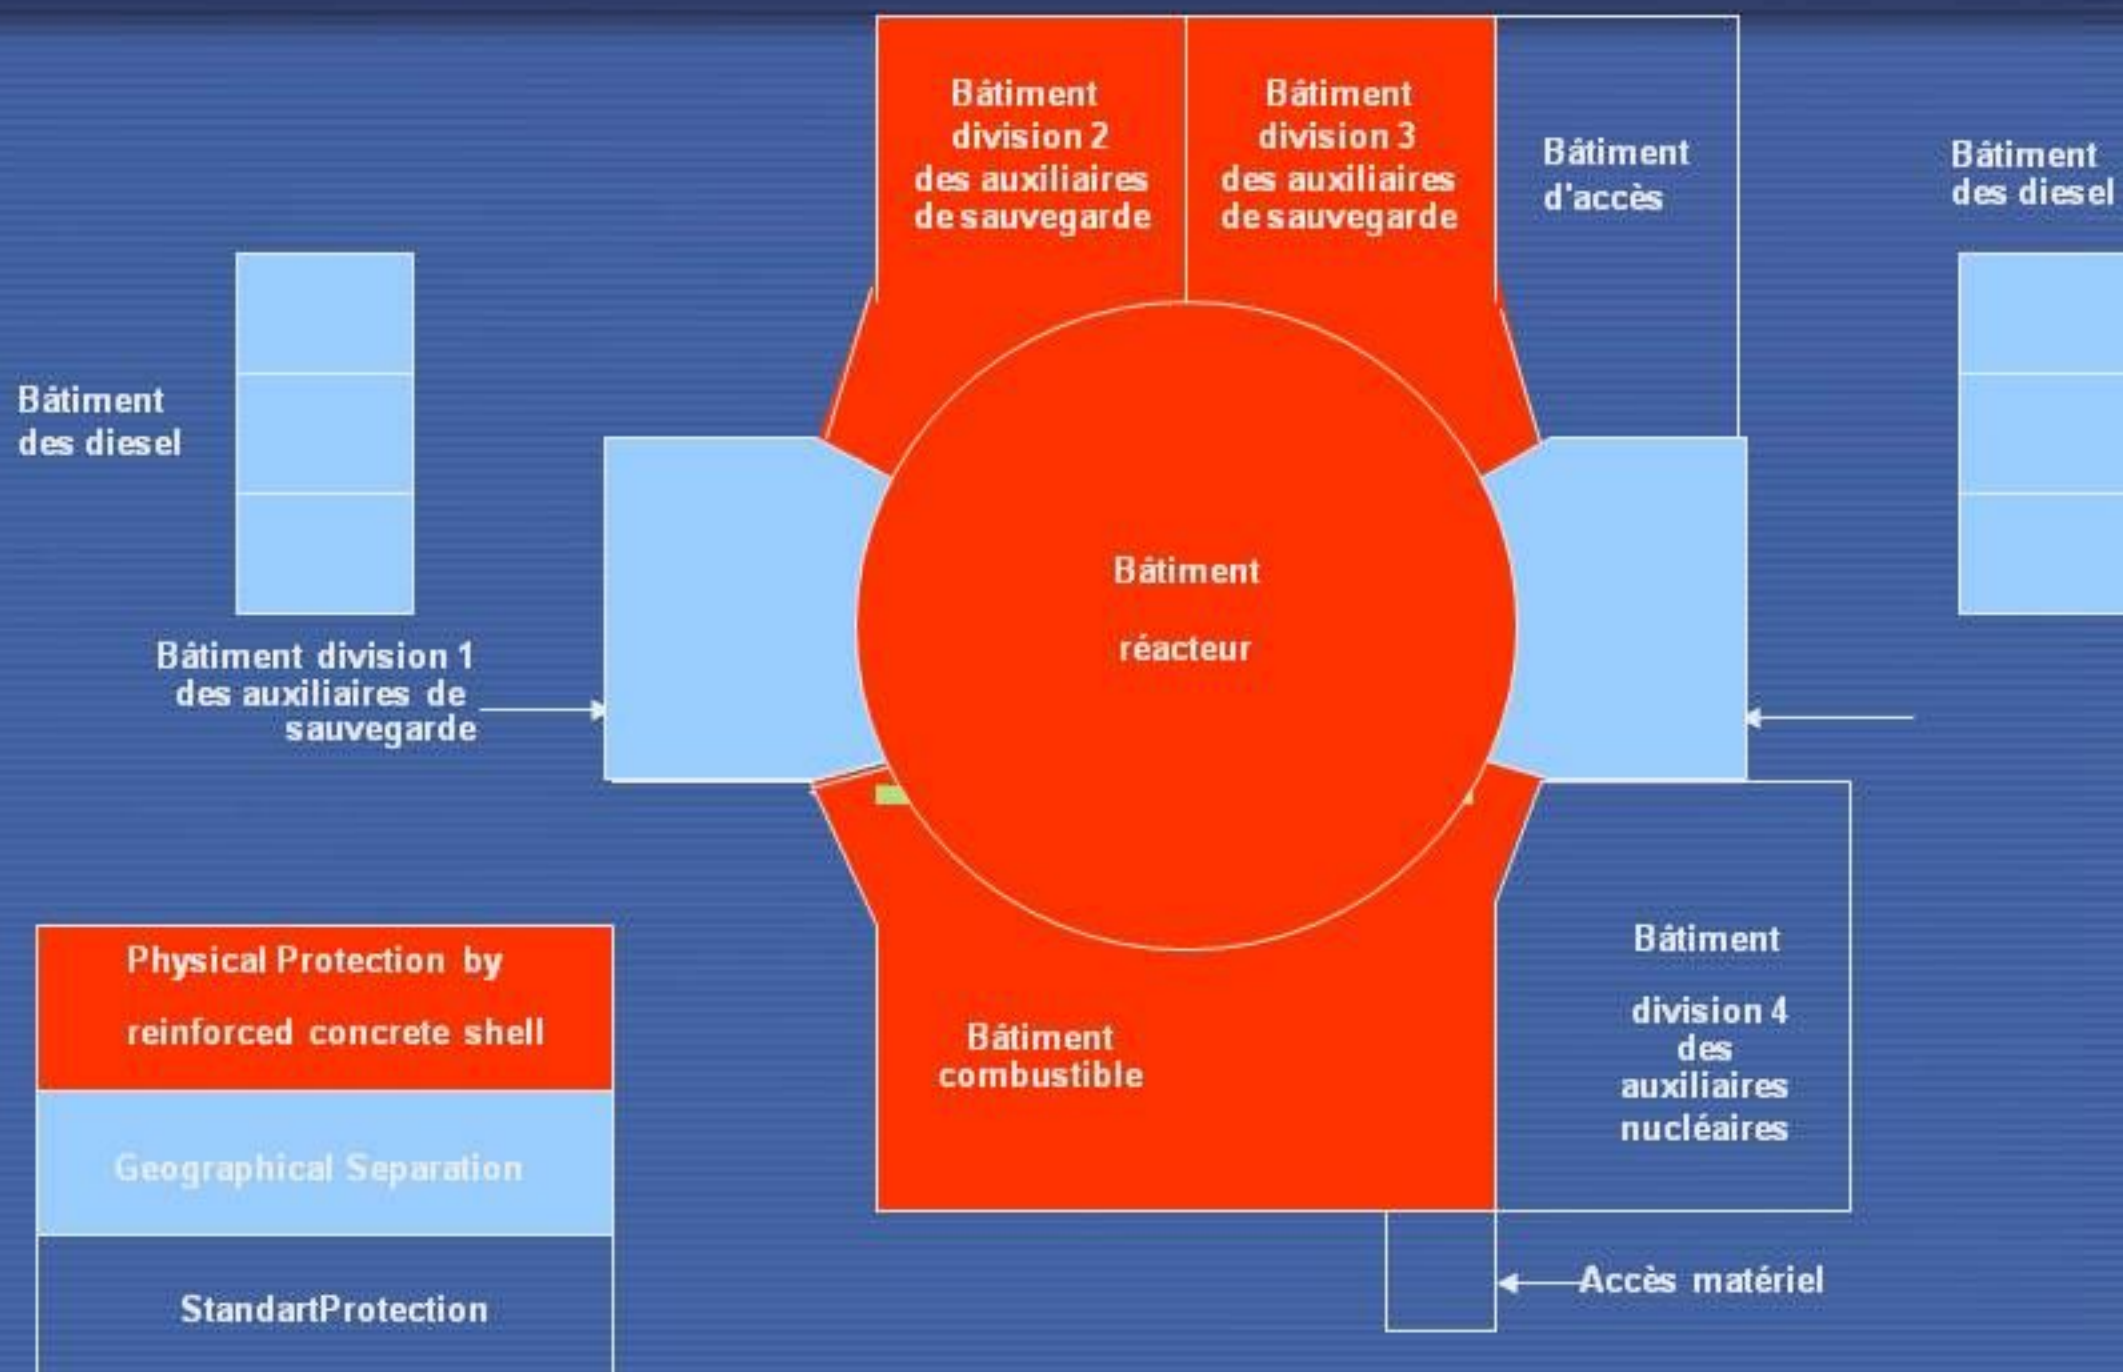 Bâtiment
division 2
des auxiliaires
de sauvegarde
Bâtiment
division 3
des auxiliaires
de sauvegarde
Bâtiment
d'accès
Bâtiment
des diesel
Bâtiment
des diesel
Bâtiment
réacteur
Bâtiment division 1
des auxiliaires de
sauvegarde
Physical Protection by
reinforced concrete shell
Geographical Separation
StandartProtection
Bâtiment
combustible
Bâtiment
division 4
des
auxiliaires
nucléaires
Accès matériel